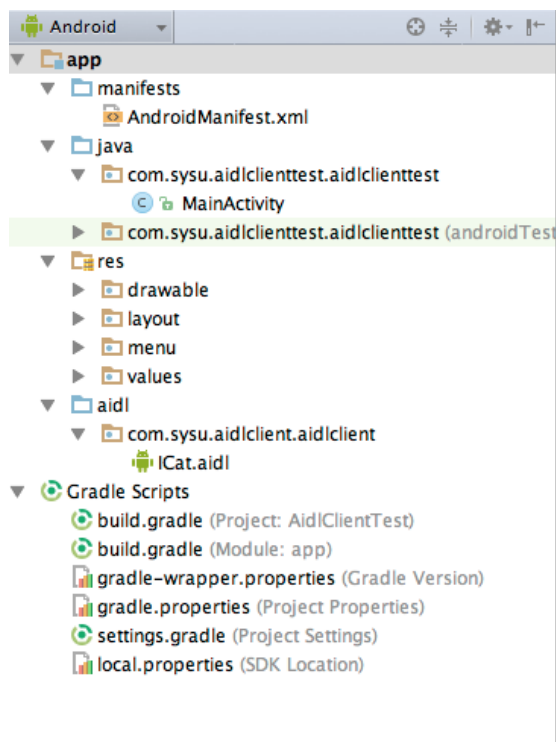 Android
app
manifests
AndroidManifest.xml
java
com.sysu.aidlclienttest.aidlclienttest
MainActivity
com.sysu.aidlclienttest.aidlclienttest (androidTest
res
drawable
layout
menu
values
aidl
com.sysu.aidlclient.aidlclient
ICat.aidl
Gradle Scripts
build.gradle (Project: AidlClientTest)
build.gradle (Module: app)
gradle-wrapper.properties (Gradle Version)
gradle.properties (Project Properties)
settings.gradle (Project Settings)
local.properties (SDK Location)